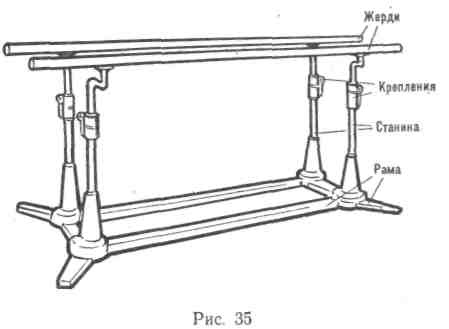 Жерди
Крепления
Станина
Рама
Рис. 35